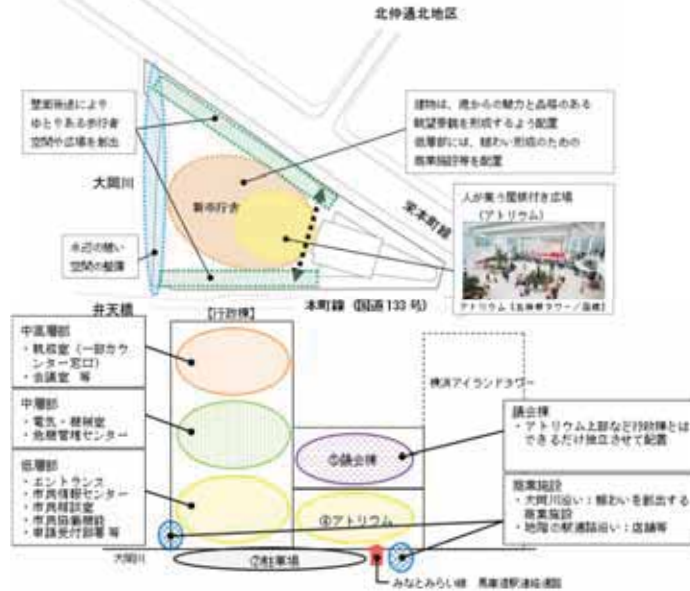 北仲通北地区
壁面後退により
ゆとりある歩行者
空間や広場を創出
建物は、港からの魅力と品格のある
眺望景観を形成するよう配置
低層部には、賑わい形成のための
商業施設等を配置
大岡川
新市庁舎
人が集う屋根付き広場
（アトリウム）
栄本町線
水辺の憩い
空間の整備
アトリウム
弁天橋
本町線（国道133号）
【行政棟】
中高層部
・執務室（一部カウ
ンター窓口）
・会議室 等
横浜アイランドタワー
中層部
・電気・機械室
・危機管理センター
議会棟
・アトリウム上部など行政棟とは
できるだけ独立させて配置
⑤議会棟
低層部
・エントランス
・市民情報センター
・市民相談室
・市民協働機能
・申請受付部署 等
商業施設
・大岡川沿い：賑わいを創出する
商業施設
・地階の駅通路沿い：店舗等
⑥アトリウム
大岡川
⑦駐車場
みなとみらい線 馬車道駅連絡通路